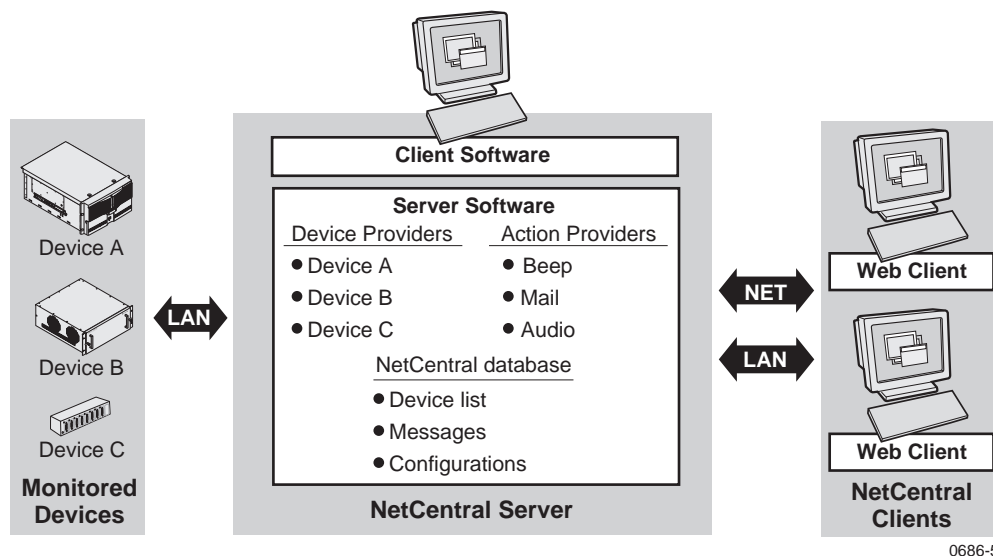 Device A
Device B
Device C
Monitored
Devices
LAN
Client Software
Server Software
Device Providers
● Device A
● Device B
● Device C
Action Providers
● Beep
● Mail
● Audio
NetCentral database
● Device list
● Messages
● Configurations
NetCentral Server
NET
LAN
Web Client
Web Client
NetCentral
Clients